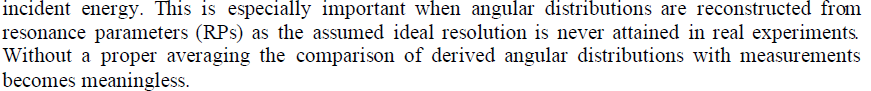 incident energy. This is especially important when angular distributions are reconstructed from
resonance parameters (RPs) as the assumed ideal resolution is never attained in real experiments.
Without a proper averaging the comparison of derived angular distributions with measurements
becomes meaningless.